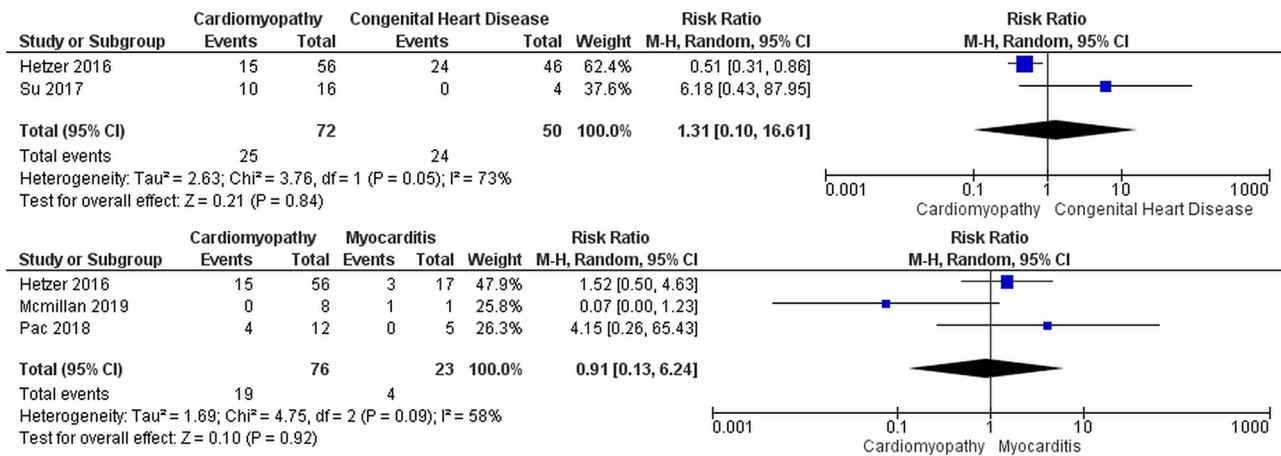 Cardiomyopathy Congenital Heart Disease Risk Ratio Risk Ratio
Study or Subgroup Events Total Events Total Weight M-H, Random, 95% CI M-H, Random, 95% CI
Hetzer 2016 15 56 24 46 62.4% 0.51 [0.31, 0.86]
Su 2017 10 16 0 4 37.6% 6.18 [0.43, 87.95]
Total (95% CI) 72 50 100.0% 1.31 [0.10, 16.61]
Total events 25 24
Heterogeneity: Tau² = 2.63; Chi² = 3.76, df = 1 (P = 0.05); I² = 73%
Test for overall effect: Z = 0.21 (P = 0.84)
0.001 0.1 1 10 1000
Cardiomyopathy Congenital Heart Disease
Cardiomyopathy Myocarditis Risk Ratio Risk Ratio
Study or Subgroup Events Total Events Total Weight M-H, Random, 95% CI M-H, Random, 95% CI
Hetzer 2016 15 56 3 17 47.9% 1.52 [0.50, 4.63]
Mcmillan 2019 0 8 1 1 25.8% 0.07 [0.00, 1.23]
Pac 2018 4 12 0 5 26.3% 4.15 [0.26, 65.43]
Total (95% CI) 76 23 100.0% 0.91 [0.13, 6.24]
Total events 19 4
Heterogeneity: Tau² = 1.69; Chi² = 4.75, df = 2 (P = 0.09); I² = 58%
Test for overall effect: Z = 0.10 (P = 0.92)
0.001 0.1 1 10 1000
Cardiomyopathy Myocarditis